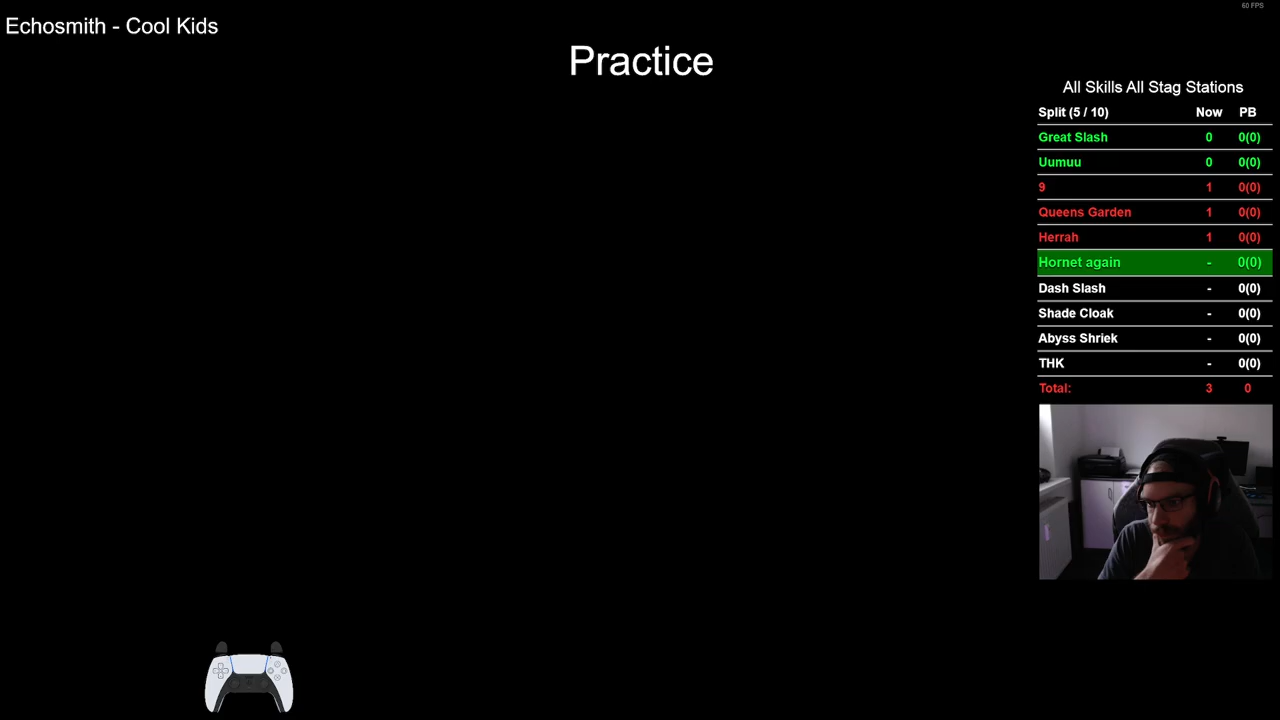 60 FPS
Echosmith - Cool Kids
Practice
All Skills All Stag Stations
Split (5 / 10) Now PB
Great Slash 0 0(0)
Uumuu 0 0(0)
9 1 0(0)
Queens Garden 1 0(0)
Herrah 1 0(0)
Hornet again - 0(0)
Dash Slash - 0(0)
Shade Cloak - 0(0)
Abyss Shriek - 0(0)
THK - 0(0)
Total: 3 0